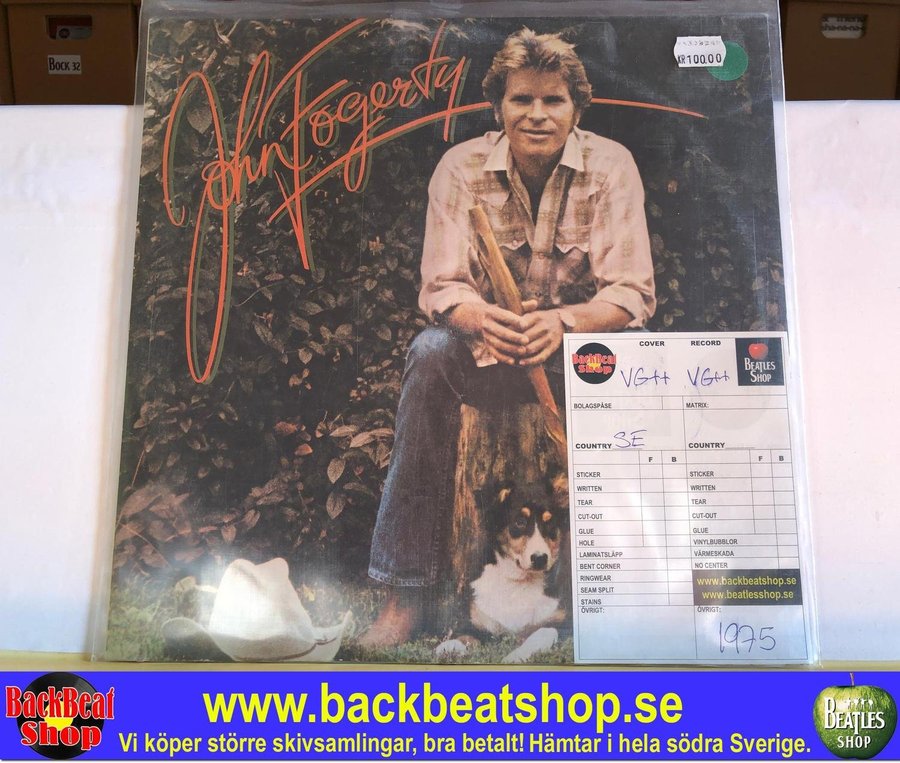 BOCK 32
KR100.00
John Fogerty
COVER RECORD
BackBeat Shop
VG++ VG++
BEATLES SHOP
BOLAGSPÅSE MATRIX:
COUNTRY SE COUNTRY
F B F B
STICKER STICKER
WRITTEN WRITTEN
TEAR TEAR
CUT-OUT CUT-OUT
GLUE GLUE
HOLE VINYLBUBBLOR
LAMINATSLÄPP VÄRMESKADA
BENT CORNER NO CENTER
RINGWEAR www.backbeatshop.se
SEAM SPLIT www.beatlesshop.se
STAINS
ÖVRIGT: ÖVRIGT:
1975
BackBeat Shop
www.backbeatshop.se
Vi köper större skivsamlingar, bra betalt! Hämtar i hela södra Sverige.
BEATLES SHOP